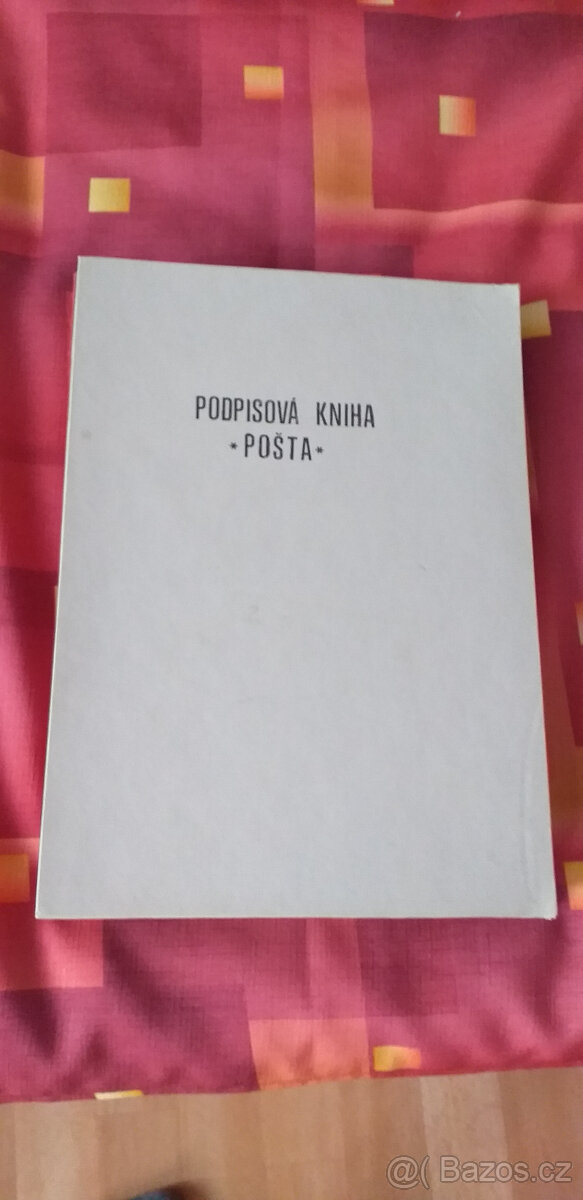 PODPISOVÁ KNIHA
*POŠTA*
@( Bazos.cz